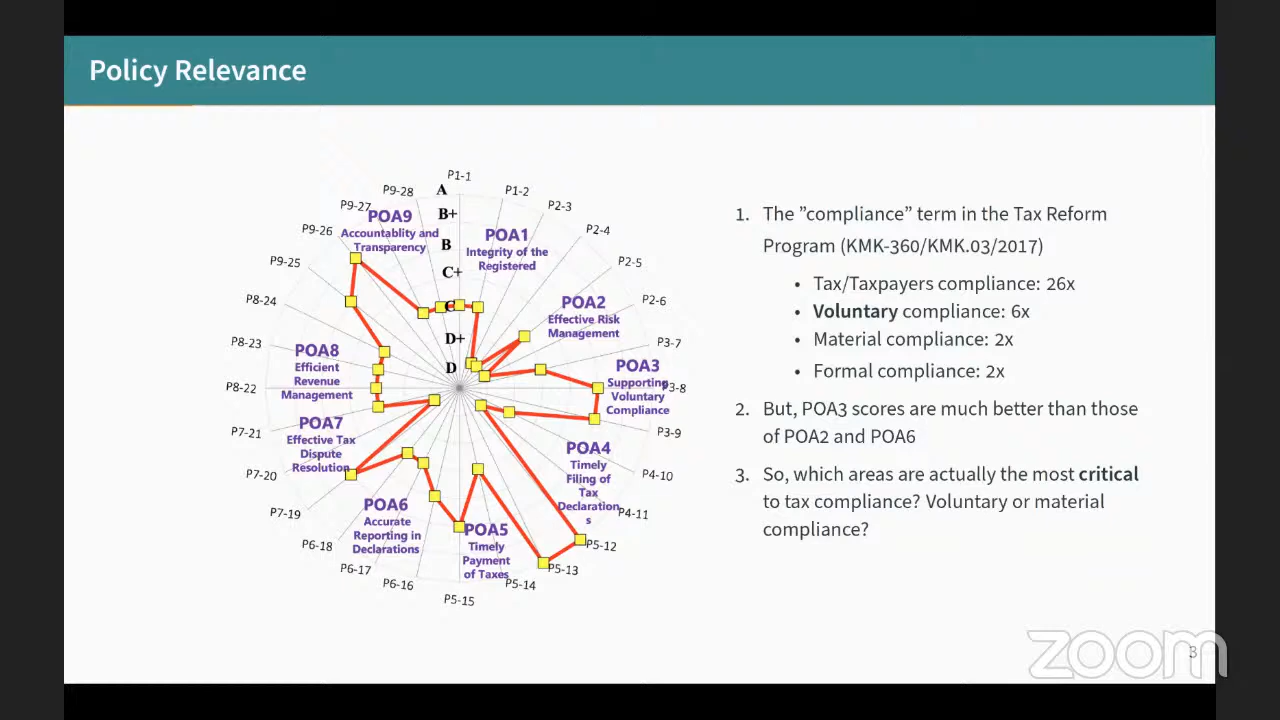 Policy Relevance
P1-1
P1-2
P2-3
P2-4
P2-5
P2-6
P3-7
P3-8
P3-9
P4-10
P4-11
P5-12
P5-13
P5-14
P5-15
P6-16
P6-17
P6-18
P7-19
P7-20
P7-21
P8-22
P8-23
P8-24
P9-25
P9-26
P9-27
P9-28
A
B+
B
C+
C
D+
D
POA1
Integrity of the
Registered
POA2
Effective Risk
Management
POA3
Supporting
Voluntary
Compliance
POA4
Timely
Filing of
Tax
Declaration
s
POA5
Timely
Payment
of Taxes
POA6
Accurate
Reporting in
Declarations
POA7
Effective Tax
Dispute
Resolution
POA8
Efficient
Revenue
Management
POA9
Accountablity and
Transparency
1. The ”compliance” term in the Tax Reform
Program (KMK-360/KMK.03/2017)
• Tax/Taxpayers compliance: 26x
• Voluntary compliance: 6x
• Material compliance: 2x
• Formal compliance: 2x
2. But, POA3 scores are much better than those
of POA2 and POA6
3. So, which areas are actually the most critical
to tax compliance? Voluntary or material
compliance?
zoom
3